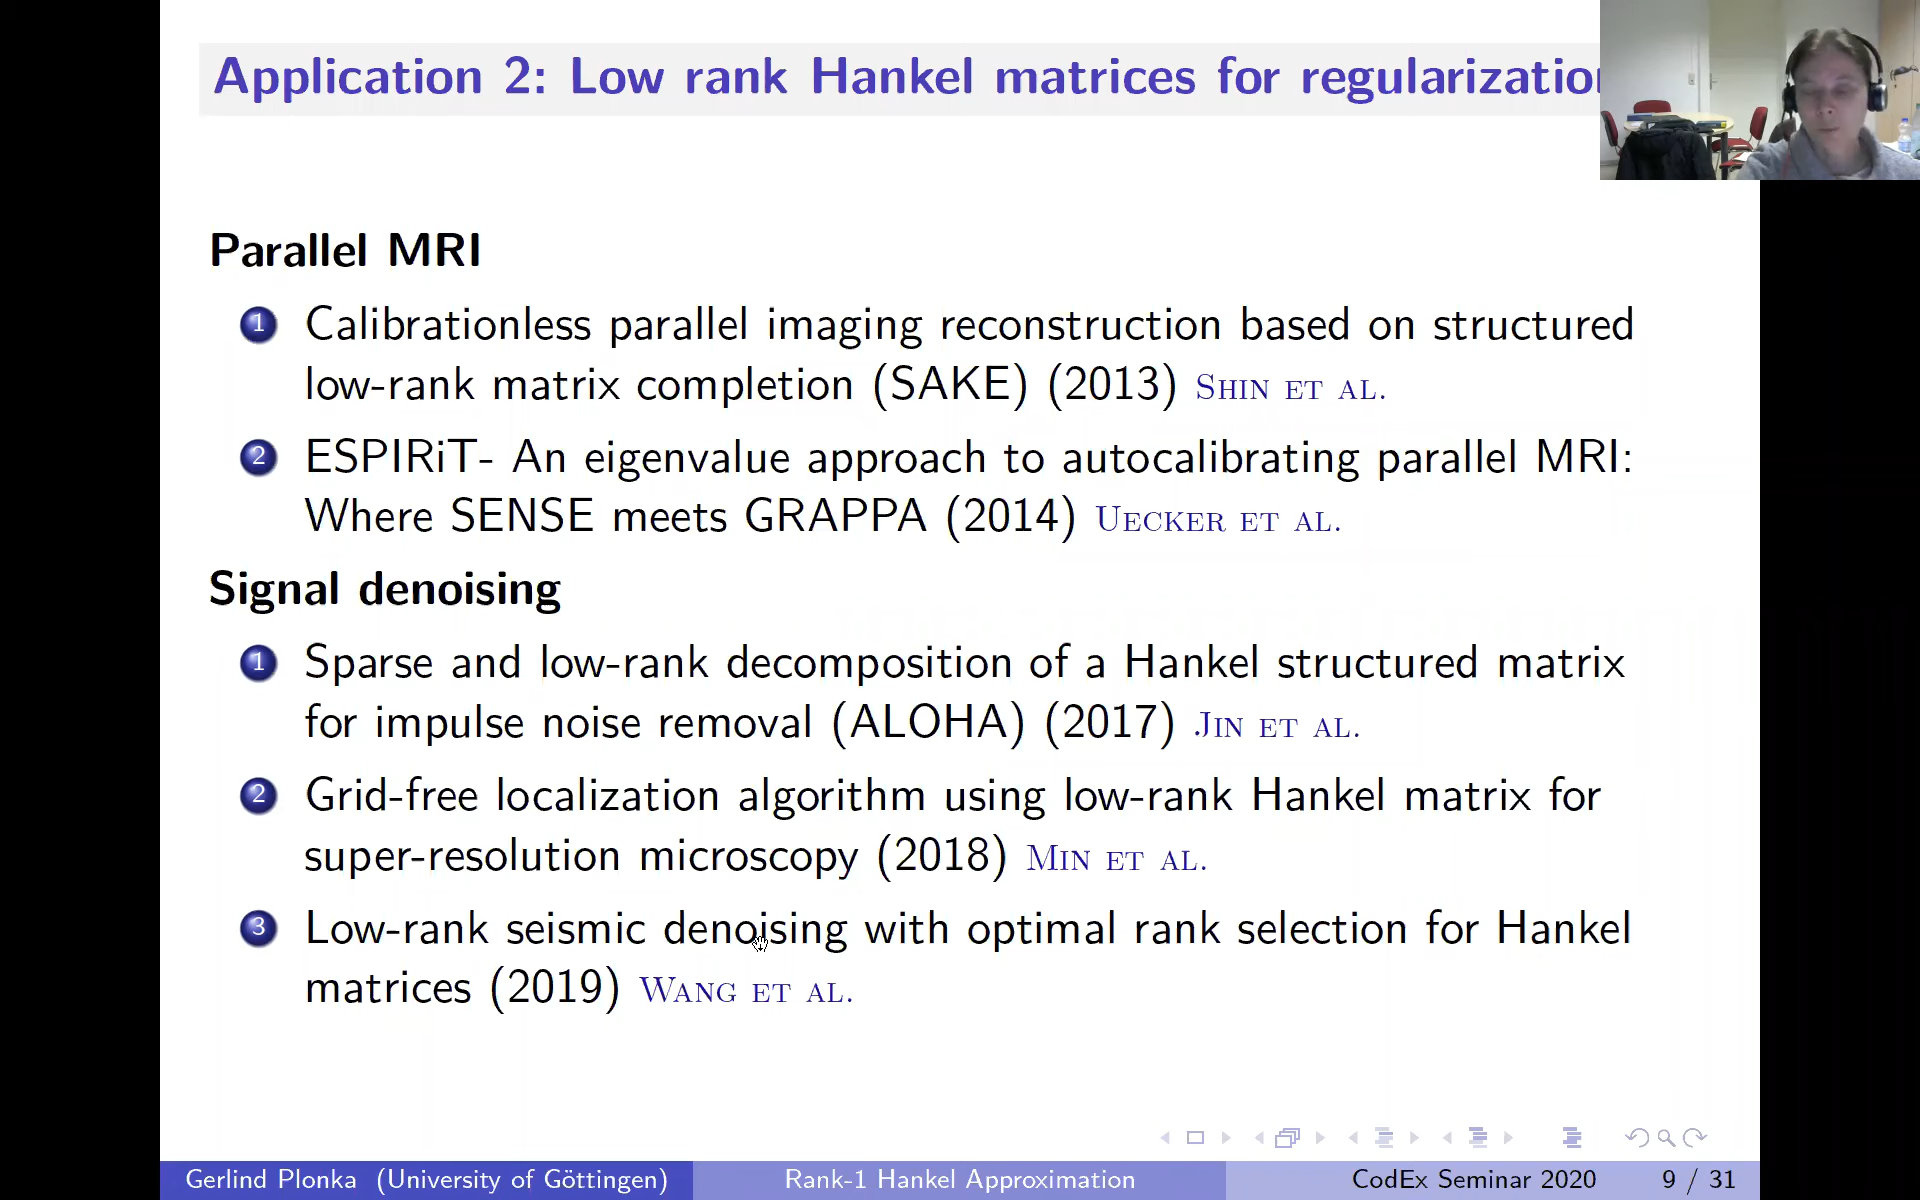 Application 2: Low rank Hankel matrices for regularization
Parallel MRI
1 Calibrationless parallel imaging reconstruction based on structured
low-rank matrix completion (SAKE) (2013) Shin et al.
2 ESPIRiT- An eigenvalue approach to autocalibrating parallel MRI:
Where SENSE meets GRAPPA (2014) Uecker et al.
Signal denoising
1 Sparse and low-rank decomposition of a Hankel structured matrix
for impulse noise removal (ALOHA) (2017) Jin et al.
2 Grid-free localization algorithm using low-rank Hankel matrix for
super-resolution microscopy (2018) Min et al.
3 Low-rank seismic denoising with optimal rank selection for Hankel
matrices (2019) Wang et al.
Gerlind Plonka (University of Göttingen) Rank-1 Hankel Approximation CodEx Seminar 2020 9 / 31